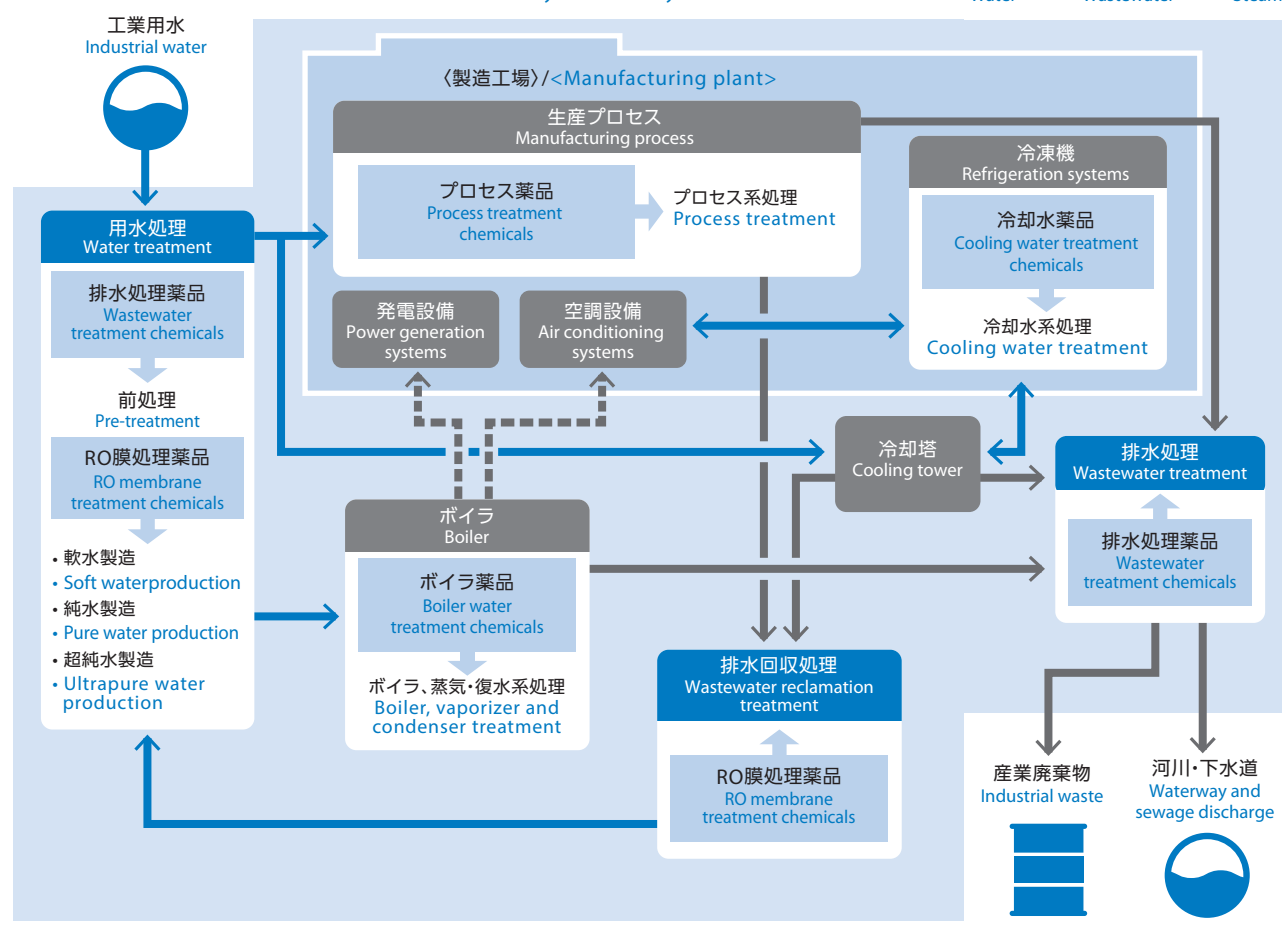 工業用水
Industrial water
〈製造工場〉/<Manufacturing plant>
生産プロセス
Manufacturing process
プロセス薬品
Process treatment
chemicals
プロセス系処理
Process treatment
冷凍機
Refrigeration systems
冷却水薬品
Cooling water treatment
chemicals
冷却水系処理
Cooling water treatment
用水処理
Water treatment
排水処理薬品
Wastewater
treatment chemicals
前処理
Pre-treatment
RO膜処理薬品
RO membrane
treatment chemicals
・軟水製造
・Soft waterproduction
・純水製造
・Pure water production
・超純水製造
・Ultrapure water
production
発電設備
Power generation
systems
空調設備
Air conditioning
systems
冷却塔
Cooling tower
排水処理
Wastewater treatment
排水処理薬品
Wastewater
treatment chemicals
ボイラ
Boiler
ボイラ薬品
Boiler water
treatment chemicals
ボイラ、蒸気・復水系処理
Boiler, vaporizer and
condenser treatment
排水回収処理
Wastewater reclamation
treatment
RO膜処理薬品
RO membrane
treatment chemicals
産業廃棄物
Industrial waste
河川・下水道
Waterway and
sewage discharge